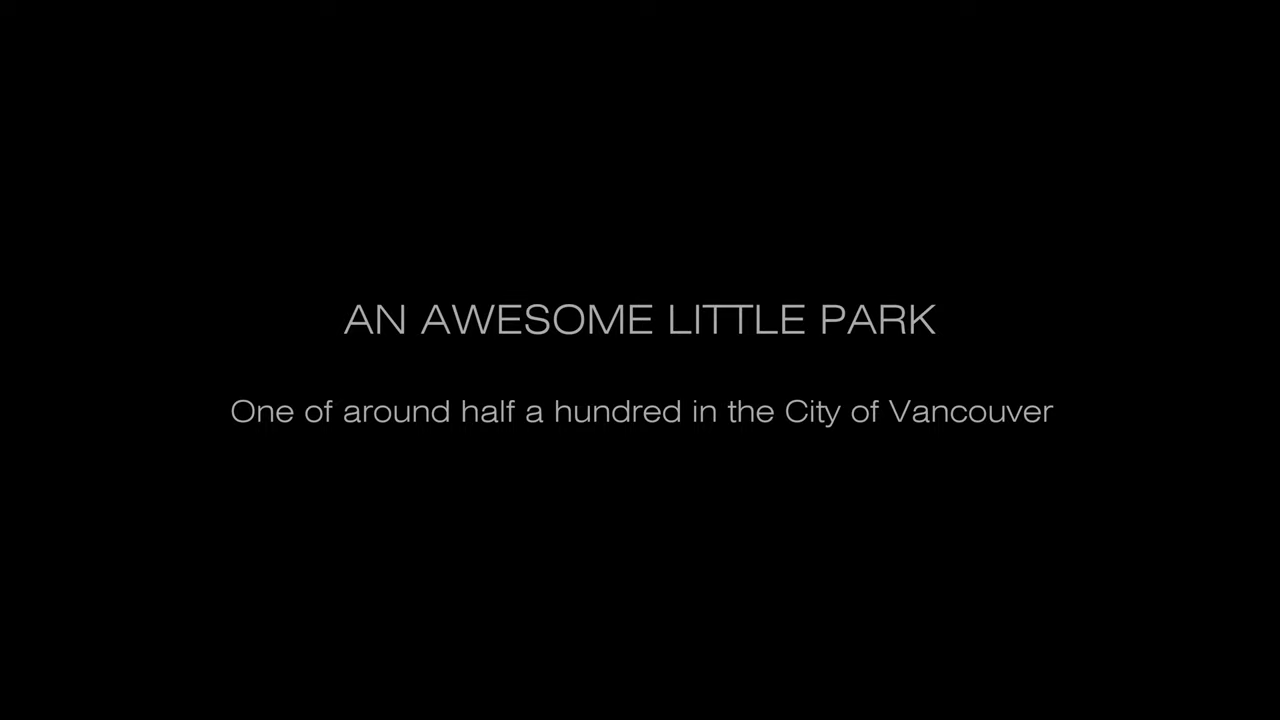 AN AWESOME LITTLE PARK
One of around half a hundred in the City of Vancouver